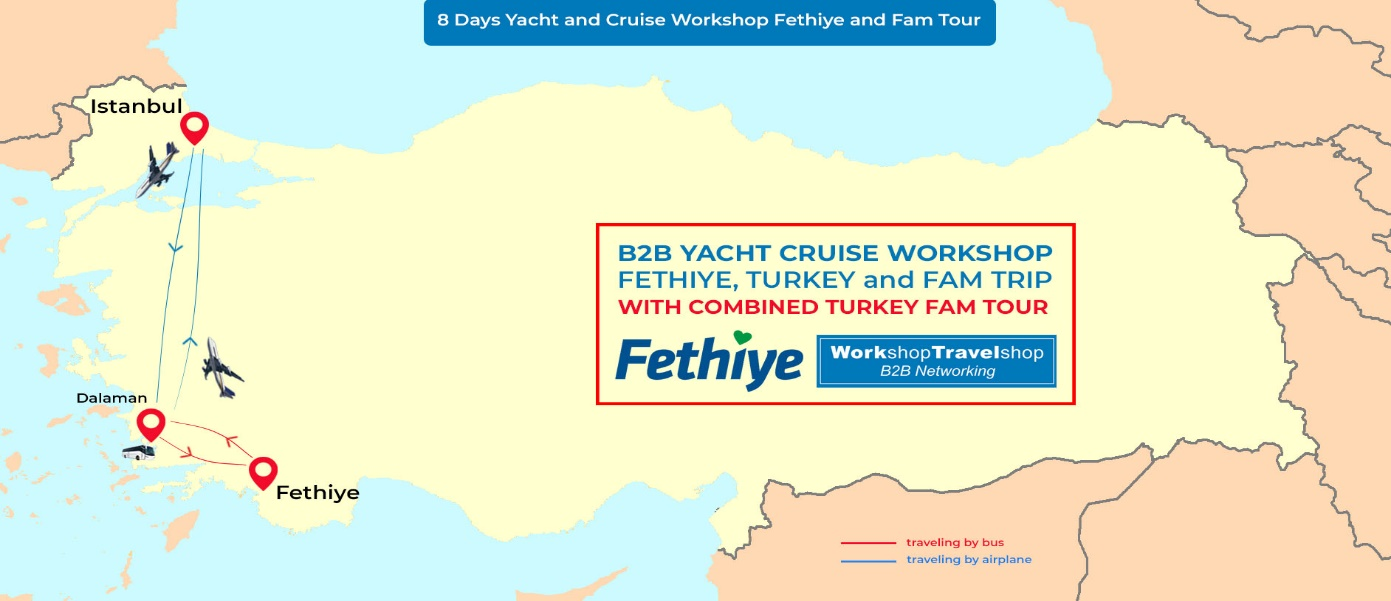 8 Days Yacht and Cruise Workshop Fethiye and Fam Tour
Istanbul
B2B YACHT CRUISE WORKSHOP
FETHIYE, TURKEY and FAM TRIP
WITH COMBINED TURKEY FAM TOUR
Fethiye
WorkshopTravelshop
B2B Networking
Dalaman
Fethiye
traveling by bus
traveling by airplane